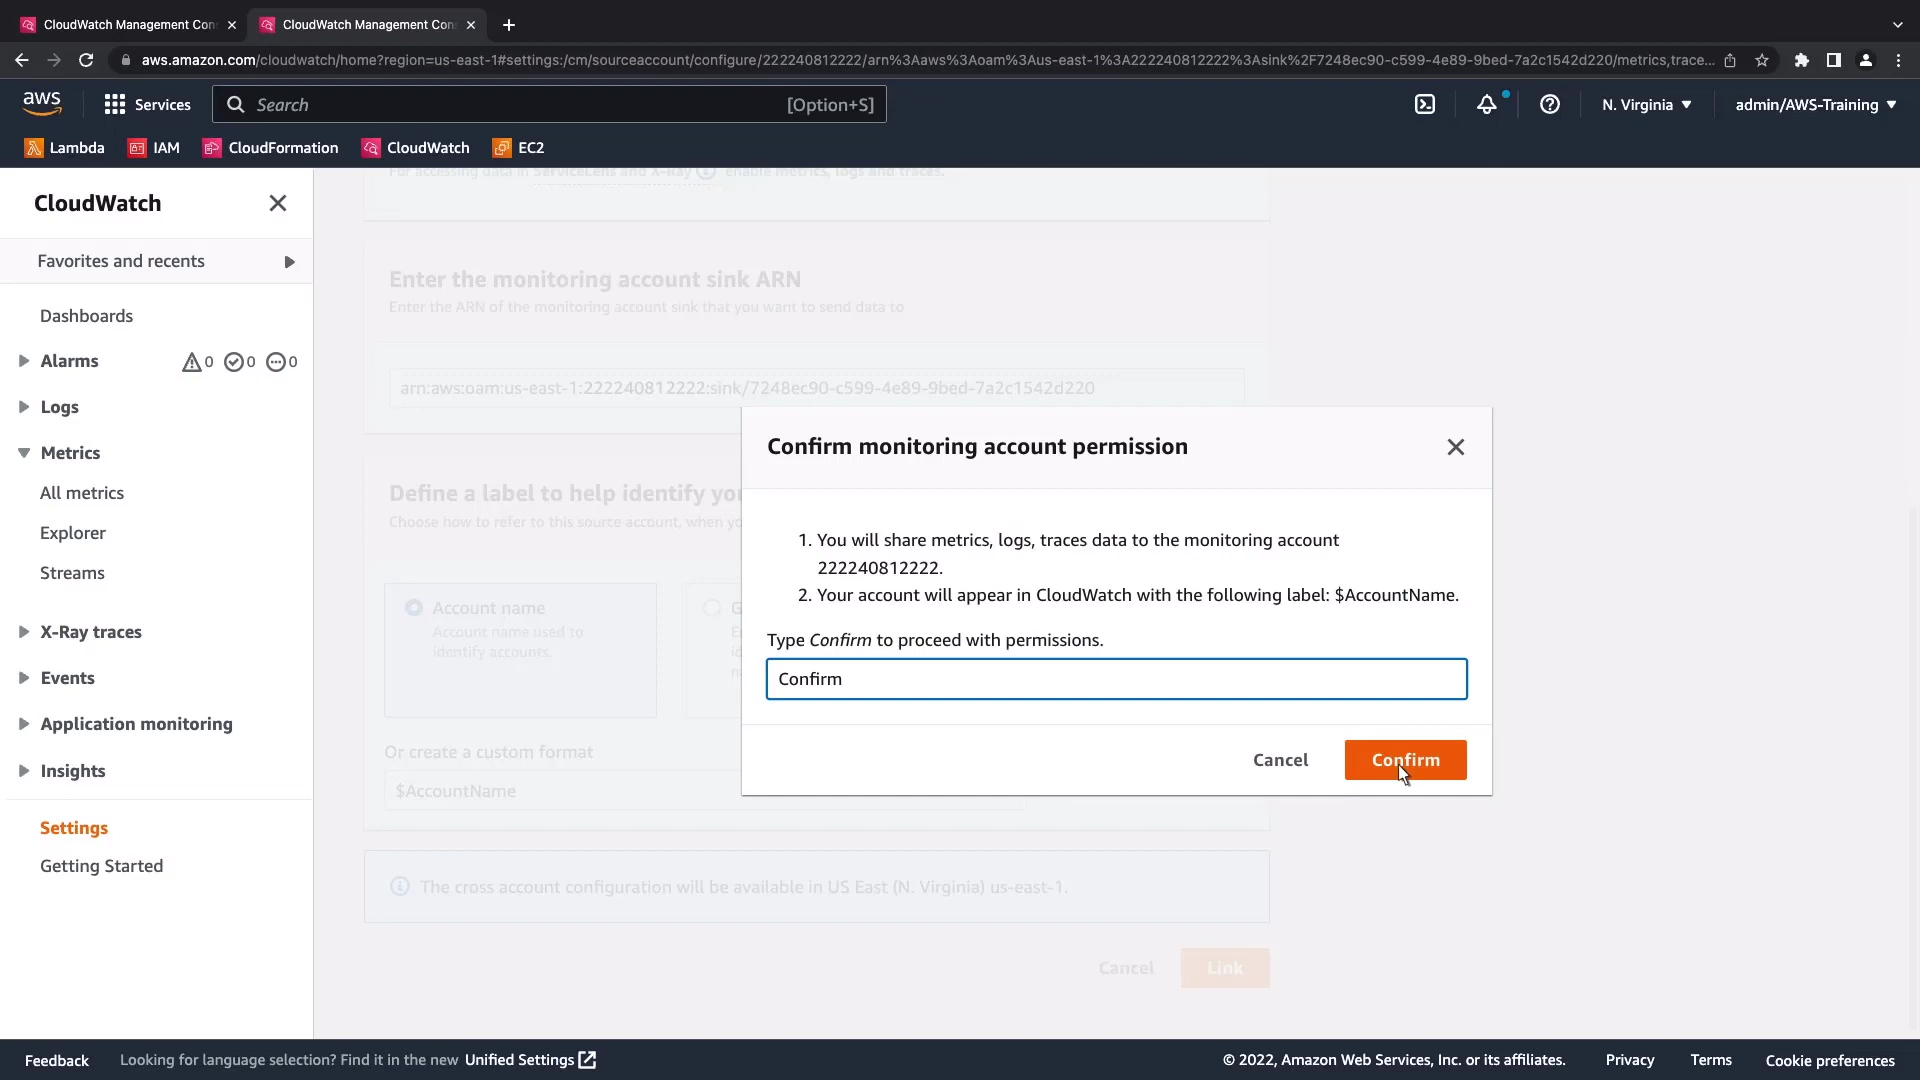 CloudWatch Management Con
CloudWatch Management Con
aws.amazon.com/cloudwatch/home?region=us-east-1#settings:/cm/sourceaccount/configure/222240812222/arn%3Aaws%3Aoam%3Aus-east-1%3A222240812222%3Asink%2F7248ec90-c599-4e89-9bed-7a2c1542d220/metrics,trace...
aws
Services
Search
[Option+S]
N. Virginia
admin/AWS-Training
Lambda
IAM
CloudFormation
CloudWatch
EC2
CloudWatch
Favorites and recents
Dashboards
Alarms
0
0
0
Logs
Metrics
All metrics
Explorer
Streams
X-Ray traces
Events
Application monitoring
Insights
Settings
Getting Started
For accessing data in ServiceLens and X-Ray enable metrics, logs and traces.
Enter the monitoring account sink ARN
Enter the ARN of the monitoring account sink that you want to send data to
arn:aws:oam:us-east-1:222240812222:sink/7248ec90-c599-4e89-9bed-7a2c1542d220
Define a label to help identify yo
Choose how to refer to this source account, when yo
Account name
Account name used to
identify accounts.
Or create a custom format
$AccountName
The cross account configuration will be available in US East (N. Virginia) us-east-1.
Cancel
Link
Confirm monitoring account permission
1. You will share metrics, logs, traces data to the monitoring account
222240812222.
2. Your account will appear in CloudWatch with the following label: $AccountName.
Type Confirm to proceed with permissions.
Confirm
Cancel
Confirm
Feedback
Looking for language selection? Find it in the new Unified Settings
© 2022, Amazon Web Services, Inc. or its affiliates.
Privacy
Terms
Cookie preferences